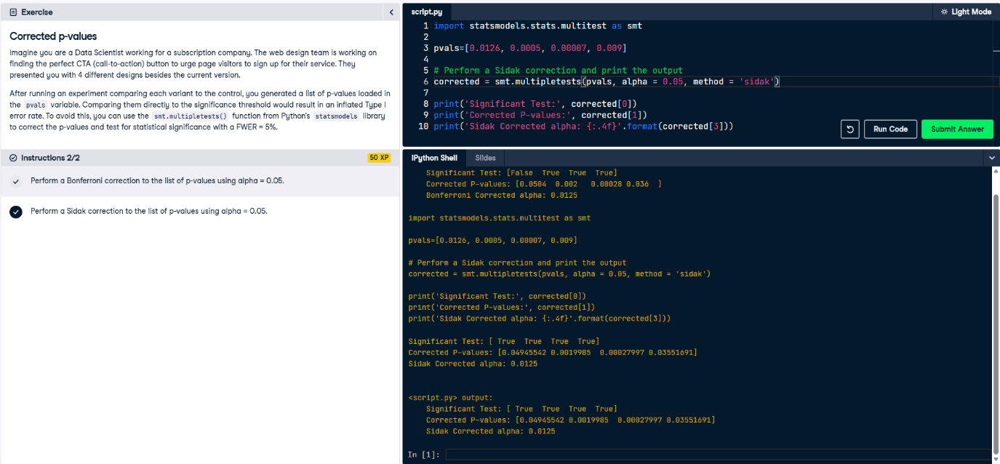 Exercise
Corrected p-values
Imagine you are a Data Scientist working for a subscription company. The web design team is working on
finding the perfect CTA (call-to-action) button to urge page visitors to sign up for their service. They
presented you with 4 different designs besides the current version.
After running an experiment comparing each variant to the control, you generated a list of p-values loaded in
the pvals variable. Comparing them directly to the significance threshold would result in an inflated Type I
error rate. To avoid this, you can use the smt.multipletests() function from Python's statsmodels library
to correct the p-values and test for statistical significance with a FWER = 5%.
Instructions 2/2
50 XP
Perform a Bonferroni correction to the list of p-values using alpha = 0.05.
Perform a Sidak correction to the list of p-values using alpha = 0.05.
script.py
Light Mode
1 import statsmodels.stats.multitest as smt
2
3 pvals=[0.0126, 0.0005, 0.00007, 0.009]
4
5 # Perform a Sidak correction and print the output
6 corrected = smt.multipletests(pvals, alpha = 0.05, method = 'sidak')
7
8 print('Significant Test:', corrected[0])
9 print('Corrected P-values:', corrected[1])
10 print('Sidak Corrected alpha: {:.4f}'.format(corrected[3]))
Run Code
Submit Answer
IPython Shell
Slides
Significant Test: [False  True  True  True]
Corrected P-values: [0.0504  0.002   0.00028 0.036  ]
Bonferroni Corrected alpha: 0.0125
import statsmodels.stats.multitest as smt
pvals=[0.0126, 0.0005, 0.00007, 0.009]
# Perform a Sidak correction and print the output
corrected = smt.multipletests(pvals, alpha = 0.05, method = 'sidak')
print('Significant Test:', corrected[0])
print('Corrected P-values:', corrected[1])
print('Sidak Corrected alpha: {:.4f}'.format(corrected[3]))
Significant Test: [ True  True  True  True]
Corrected P-values: [0.04945542 0.0019985  0.00027997 0.03551691]
Sidak Corrected alpha: 0.0125
<script.py> output:
Significant Test: [ True  True  True  True]
Corrected P-values: [0.04945542 0.0019985  0.00027997 0.03551691]
Sidak Corrected alpha: 0.0125
In [1]: